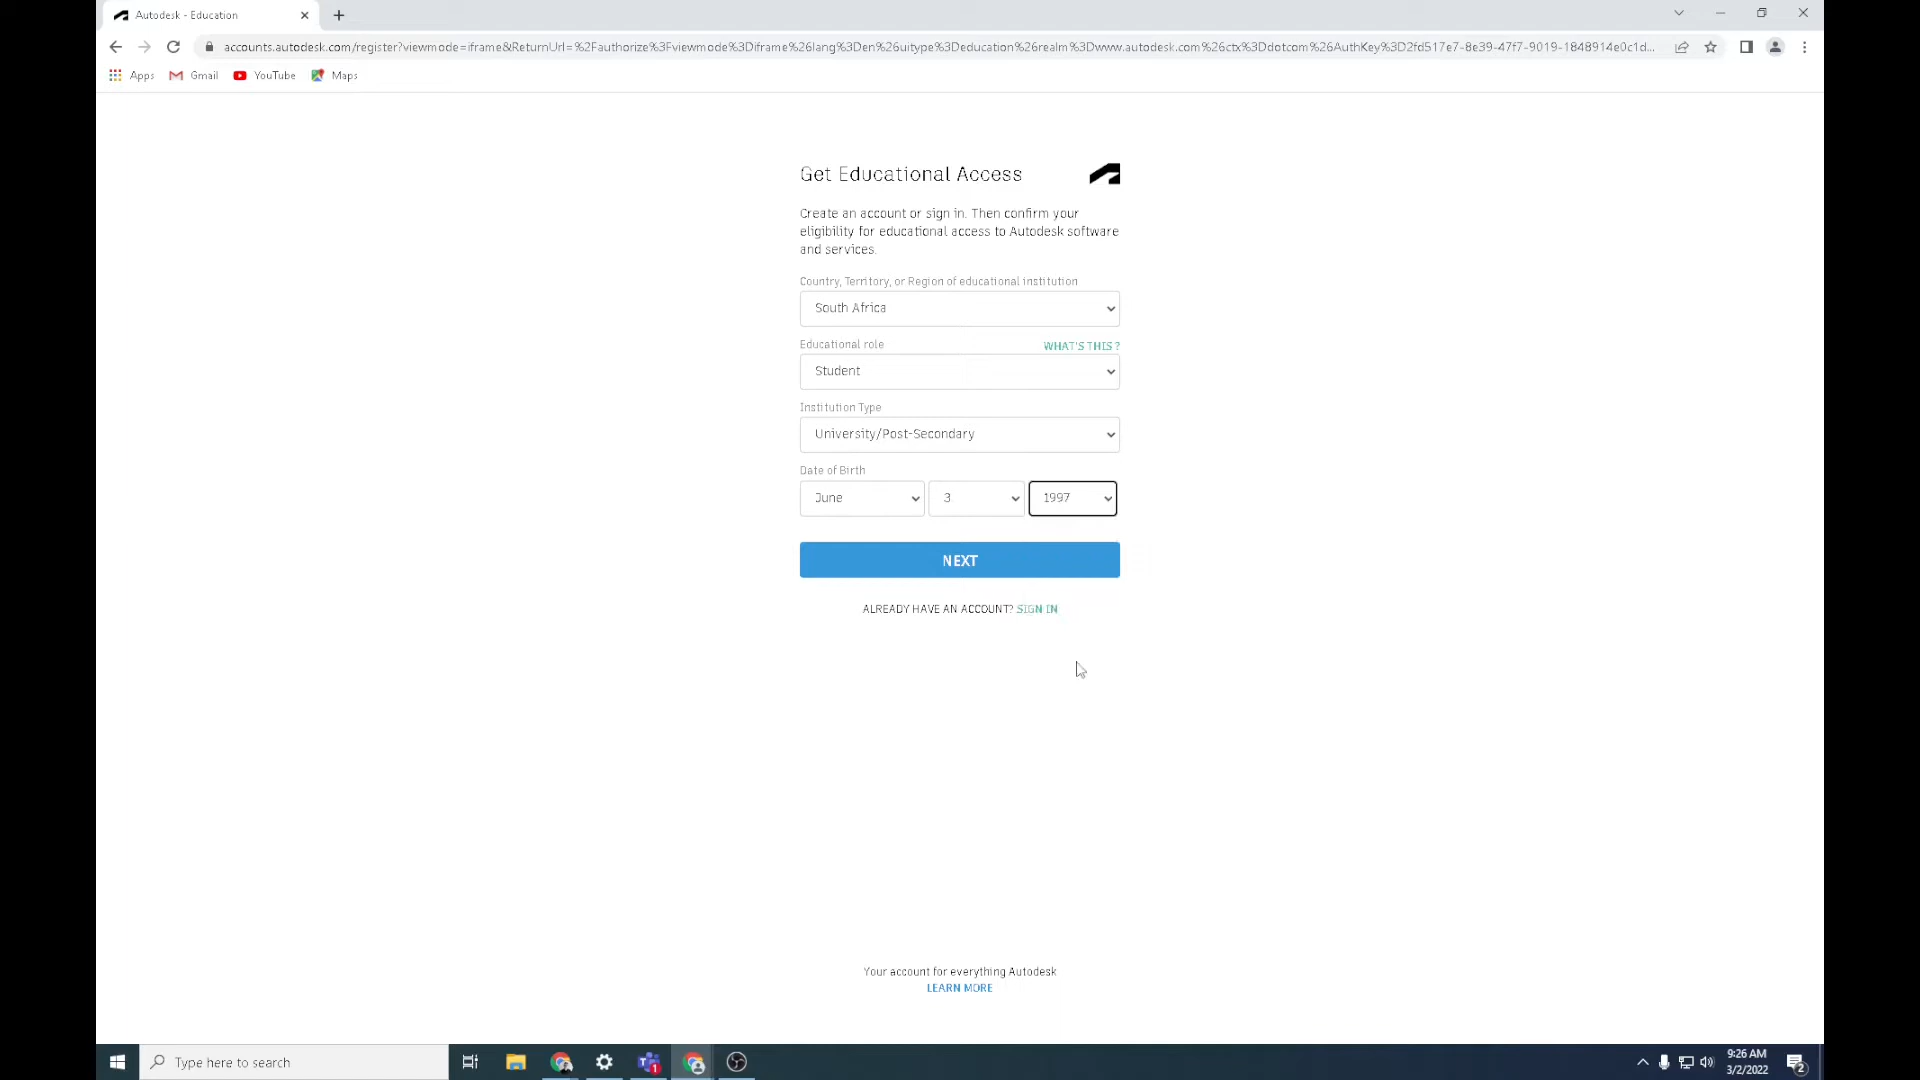 Autodesk - Education
accounts.autodesk.com/register?viewmode=iframe&ReturnUrl=%2Fauthorize%3Fviewmode%3Diframe%26lang%3Den%26uitype%3Deducation%26realm%3Dwww.autodesk.com%26ctx%3Ddotcom%26AuthKey%3D2fd517e7-8e39-47f7-9019-1848914e0c1d...
Apps Gmail YouTube Maps
Get Educational Access
Create an account or sign in. Then confirm your
eligibility for educational access to Autodesk software
and services.
Country, Territory, or Region of educational institution
South Africa
Educational role WHAT'S THIS ?
Student
Institution Type
University/Post-Secondary
Date of Birth
June 3 1997
NEXT
ALREADY HAVE AN ACCOUNT? SIGN IN
Your account for everything Autodesk
LEARN MORE
Type here to search
1
9:26 AM
3/2/2022
2